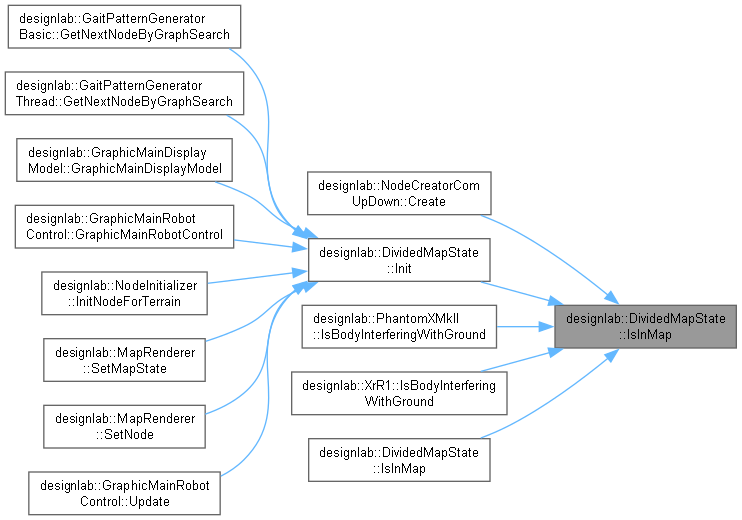 designlab::GaitPatternGenerator
Basic::GetNextNodeByGraphSearch
designlab::GaitPatternGenerator
Thread::GetNextNodeByGraphSearch
designlab::GraphicMainDisplay
Model::GraphicMainDisplayModel
designlab::GraphicMainRobot
Control::GraphicMainRobotControl
designlab::NodeInitializer
::InitNodeForTerrain
designlab::MapRenderer
::SetMapState
designlab::MapRenderer
::SetNode
designlab::GraphicMainRobot
Control::Update
designlab::NodeCreatorCom
UpDown::Create
designlab::DividedMapState
::Init
designlab::PhantomXMkII
::IsBodyInterferingWithGround
designlab::XrR1::IsBodyInterfering
WithGround
designlab::DividedMapState
::IsInMap
designlab::DividedMapState
::IsInMap